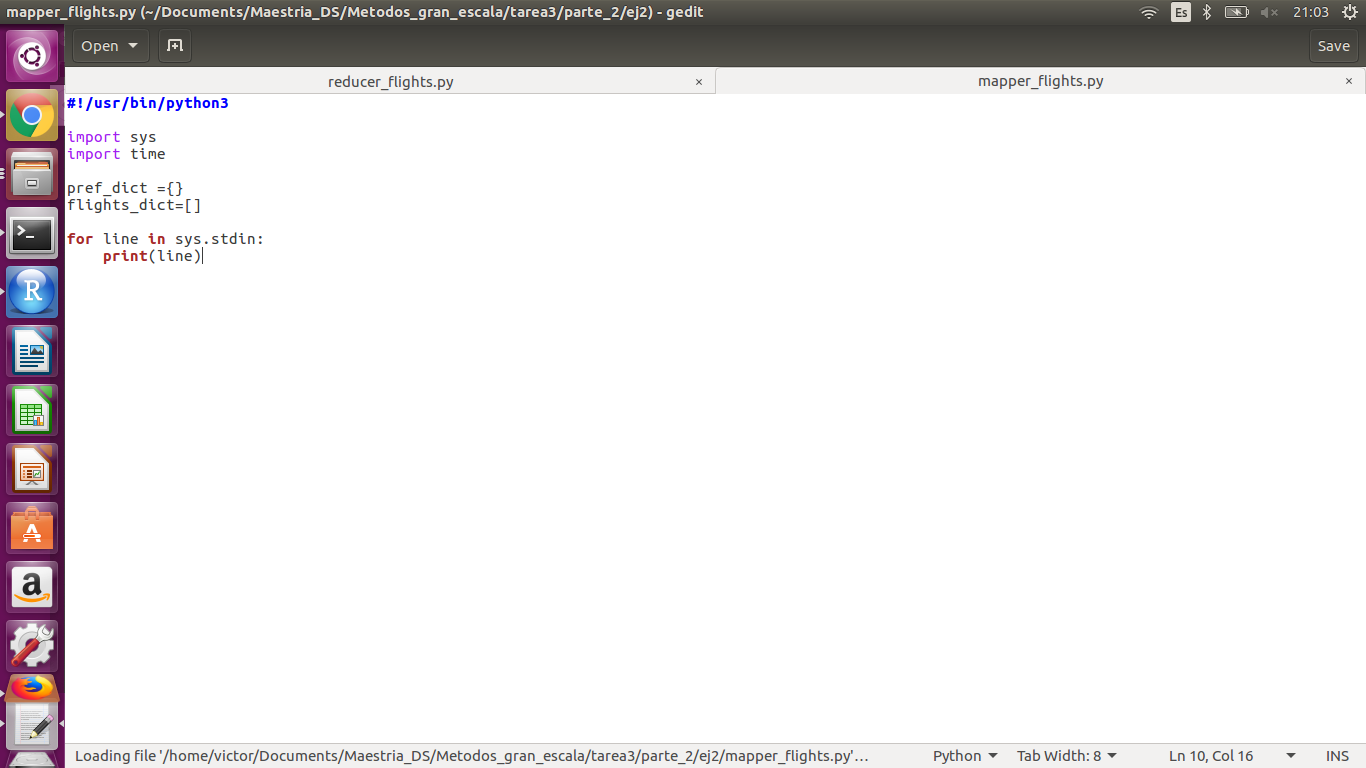 mapper_flights.py (~/Documents/Maestria_DS/Metodos_gran_escala/tarea3/parte_2/ej2) - gedit
Es
21:03
Open
Save
reducer_flights.py ×
mapper_flights.py ×
#!/usr/bin/python3
import sys
import time
pref_dict ={}
flights_dict=[]
for line in sys.stdin:
    print(line)
>_
R
A
a
Loading file '/home/victor/Documents/Maestria_DS/Metodos_gran_escala/tarea3/parte_2/ej2/mapper_flights.py'…
Python
Tab Width: 8
Ln 10, Col 16
INS